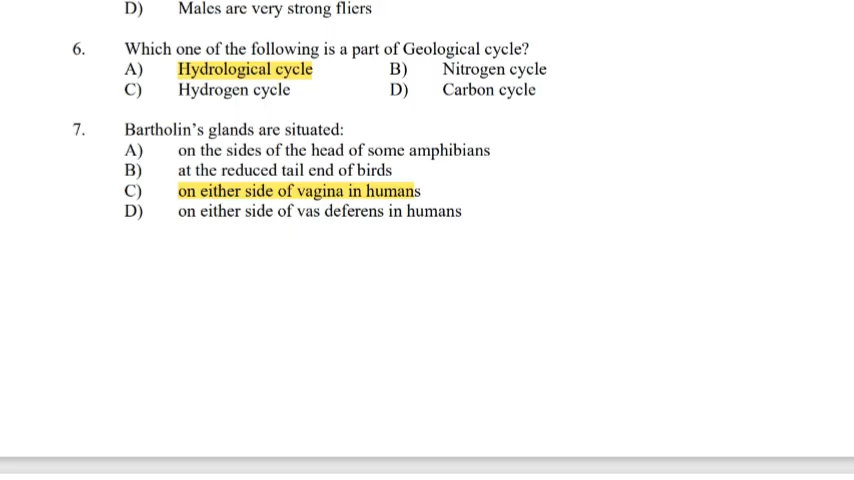 D) Males are very strong fliers
6. Which one of the following is a part of Geological cycle?
A) Hydrological cycle B) Nitrogen cycle
C) Hydrogen cycle D) Carbon cycle
7. Bartholin’s glands are situated:
A) on the sides of the head of some amphibians
B) at the reduced tail end of birds
C) on either side of vagina in humans
D) on either side of vas deferens in humans